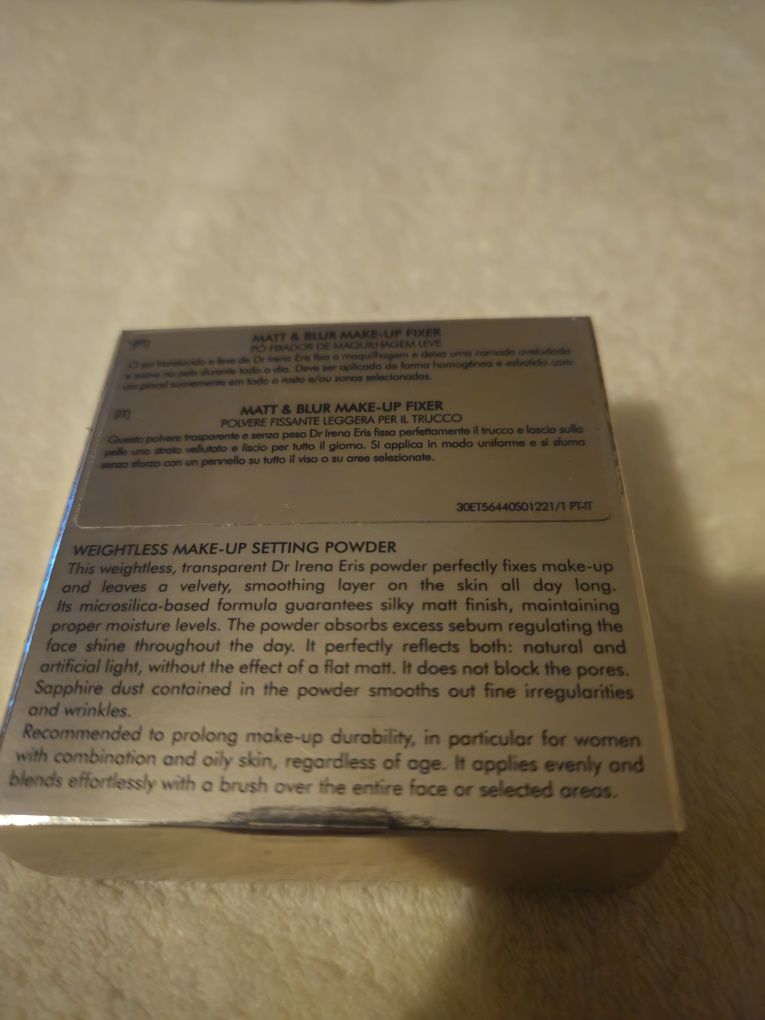 (PT)
MATT & BLUR MAKE-UP FIXER
PÓ FIXADOR DE MAQUILHAGEM LEVE
O pó translúcido e leve de Dr Irena Eris fixa a maquilhagem e deixa uma camada aveludada
e suave na pele durante todo o dia. Deve ser aplicado de forma homogénea e esbatido com
um pincel suavemente em todo o rosto e/ou zonas selecionadas.
(IT)
MATT & BLUR MAKE-UP FIXER
POLVERE FISSANTE LEGGERA PER IL TRUCCO
Questa polvere trasparente e senza peso Dr Irena Eris fissa perfettamente il trucco e lascia sulla
pelle uno strato vellutato e liscio per tutto il giorno. Si applica in modo uniforme e si sfuma
senza sforzo con un pennello su tutto il viso o su aree selezionate.
30ET56440S01221/1 PT-IT
WEIGHTLESS MAKE-UP SETTING POWDER
This weightless, transparent Dr Irena Eris powder perfectly fixes make-up
and leaves a velvety, smoothing layer on the skin all day long.
Its microsilica-based formula guarantees silky matt finish, maintaining
proper moisture levels. The powder absorbs excess sebum regulating the
face shine throughout the day. It perfectly reflects both: natural and
artificial light, without the effect of a flat matt. It does not block the pores.
Sapphire dust contained in the powder smooths out fine irregularities
and wrinkles.
Recommended to prolong make-up durability, in particular for women
with combination and oily skin, regardless of age. It applies evenly and
blends effortlessly with a brush over the entire face or selected areas.